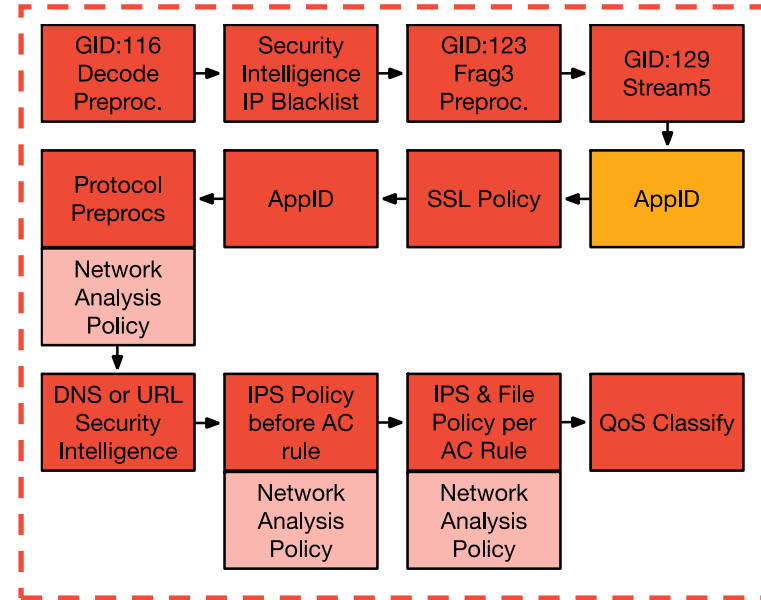 GID:116
Decode
Preproc.
Security
Intelligence
IP Blacklist
GID:123
Frag3
Preproc.
GID:129
Stream5
AppID
SSL Policy
AppID
Protocol
Preprocs
Network
Analysis
Policy
DNS or URL
Security
Intelligence
IPS Policy
before AC
rule
Network
Analysis
Policy
IPS & File
Policy per
AC Rule
Network
Analysis
Policy
QoS Classify